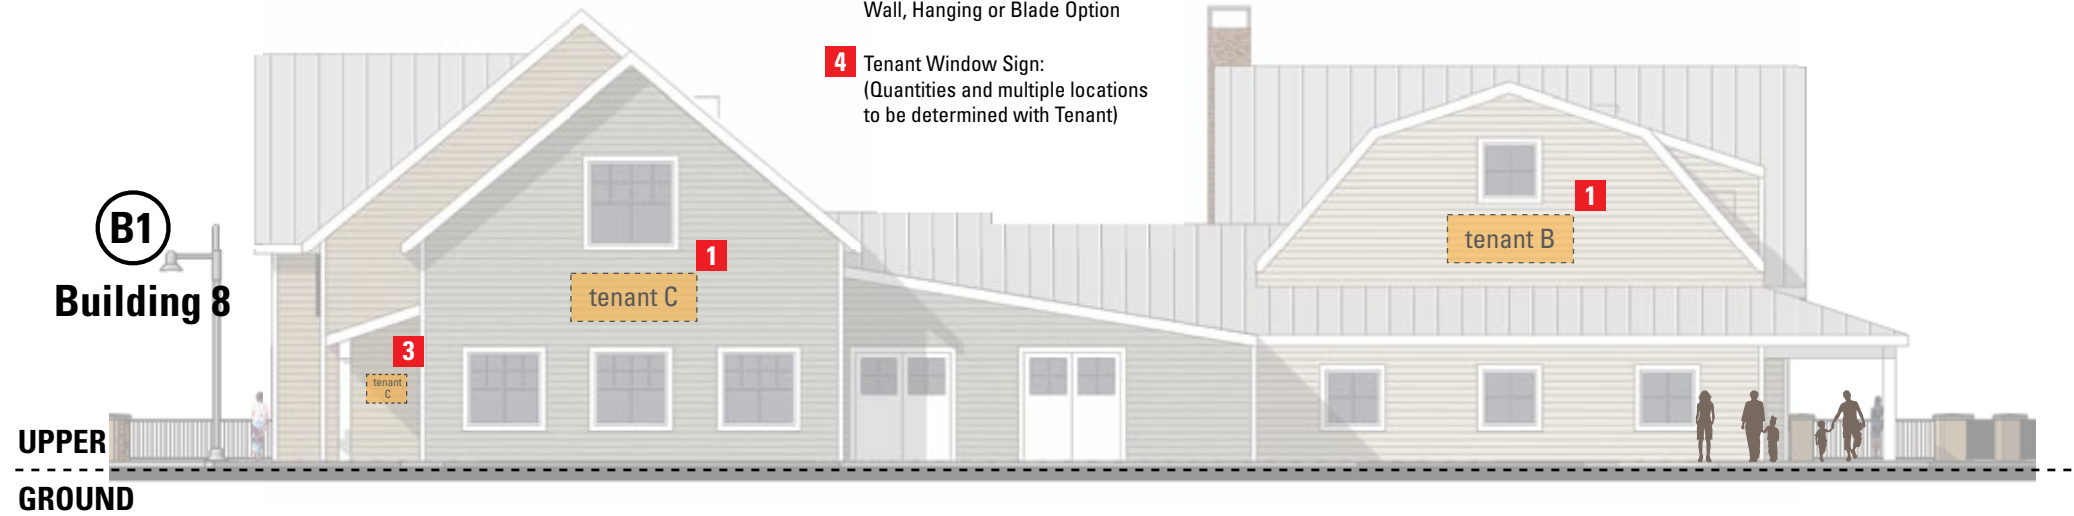 Wall, Hanging or Blade Option
4 Tenant Window Sign:
(Quantities and multiple locations
to be determined with Tenant)
B1
Building 8
1
tenant B
1
tenant C
3
tenant
C
UPPER
GROUND